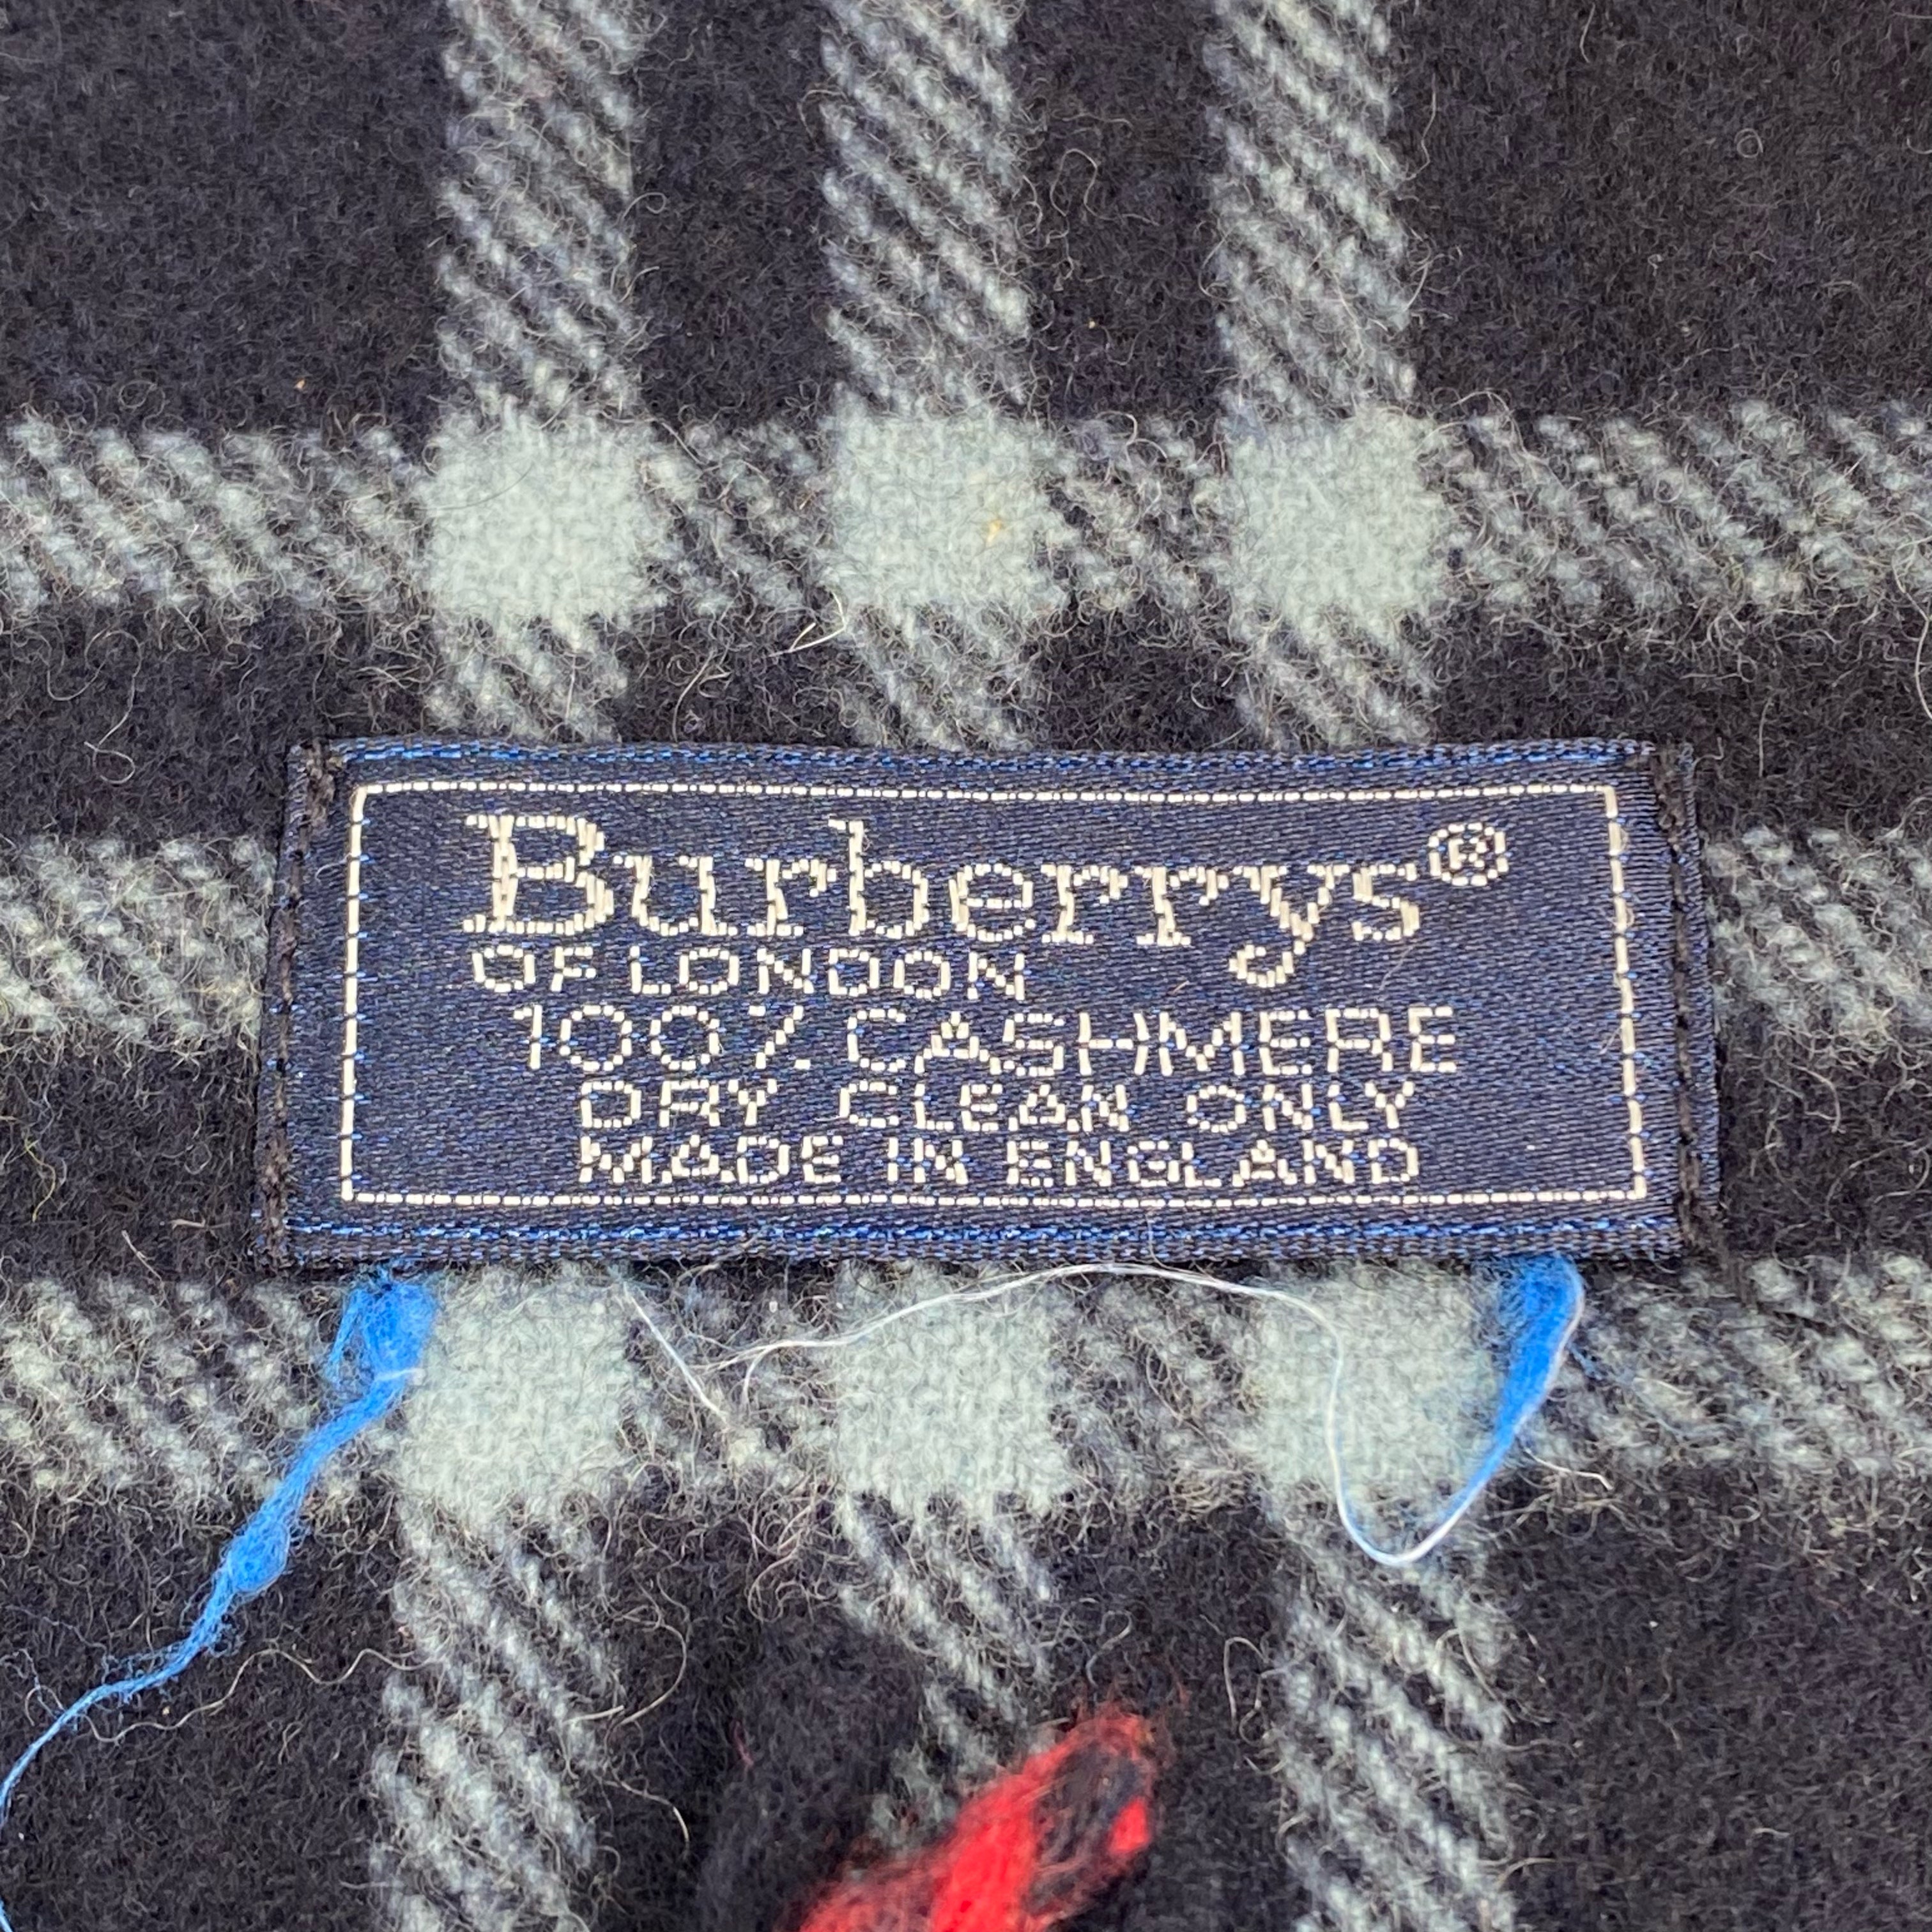 Burberrys®
OF LONDON
100% CASHMERE
DRY CLEAN ONLY
MADE IN ENGLAND